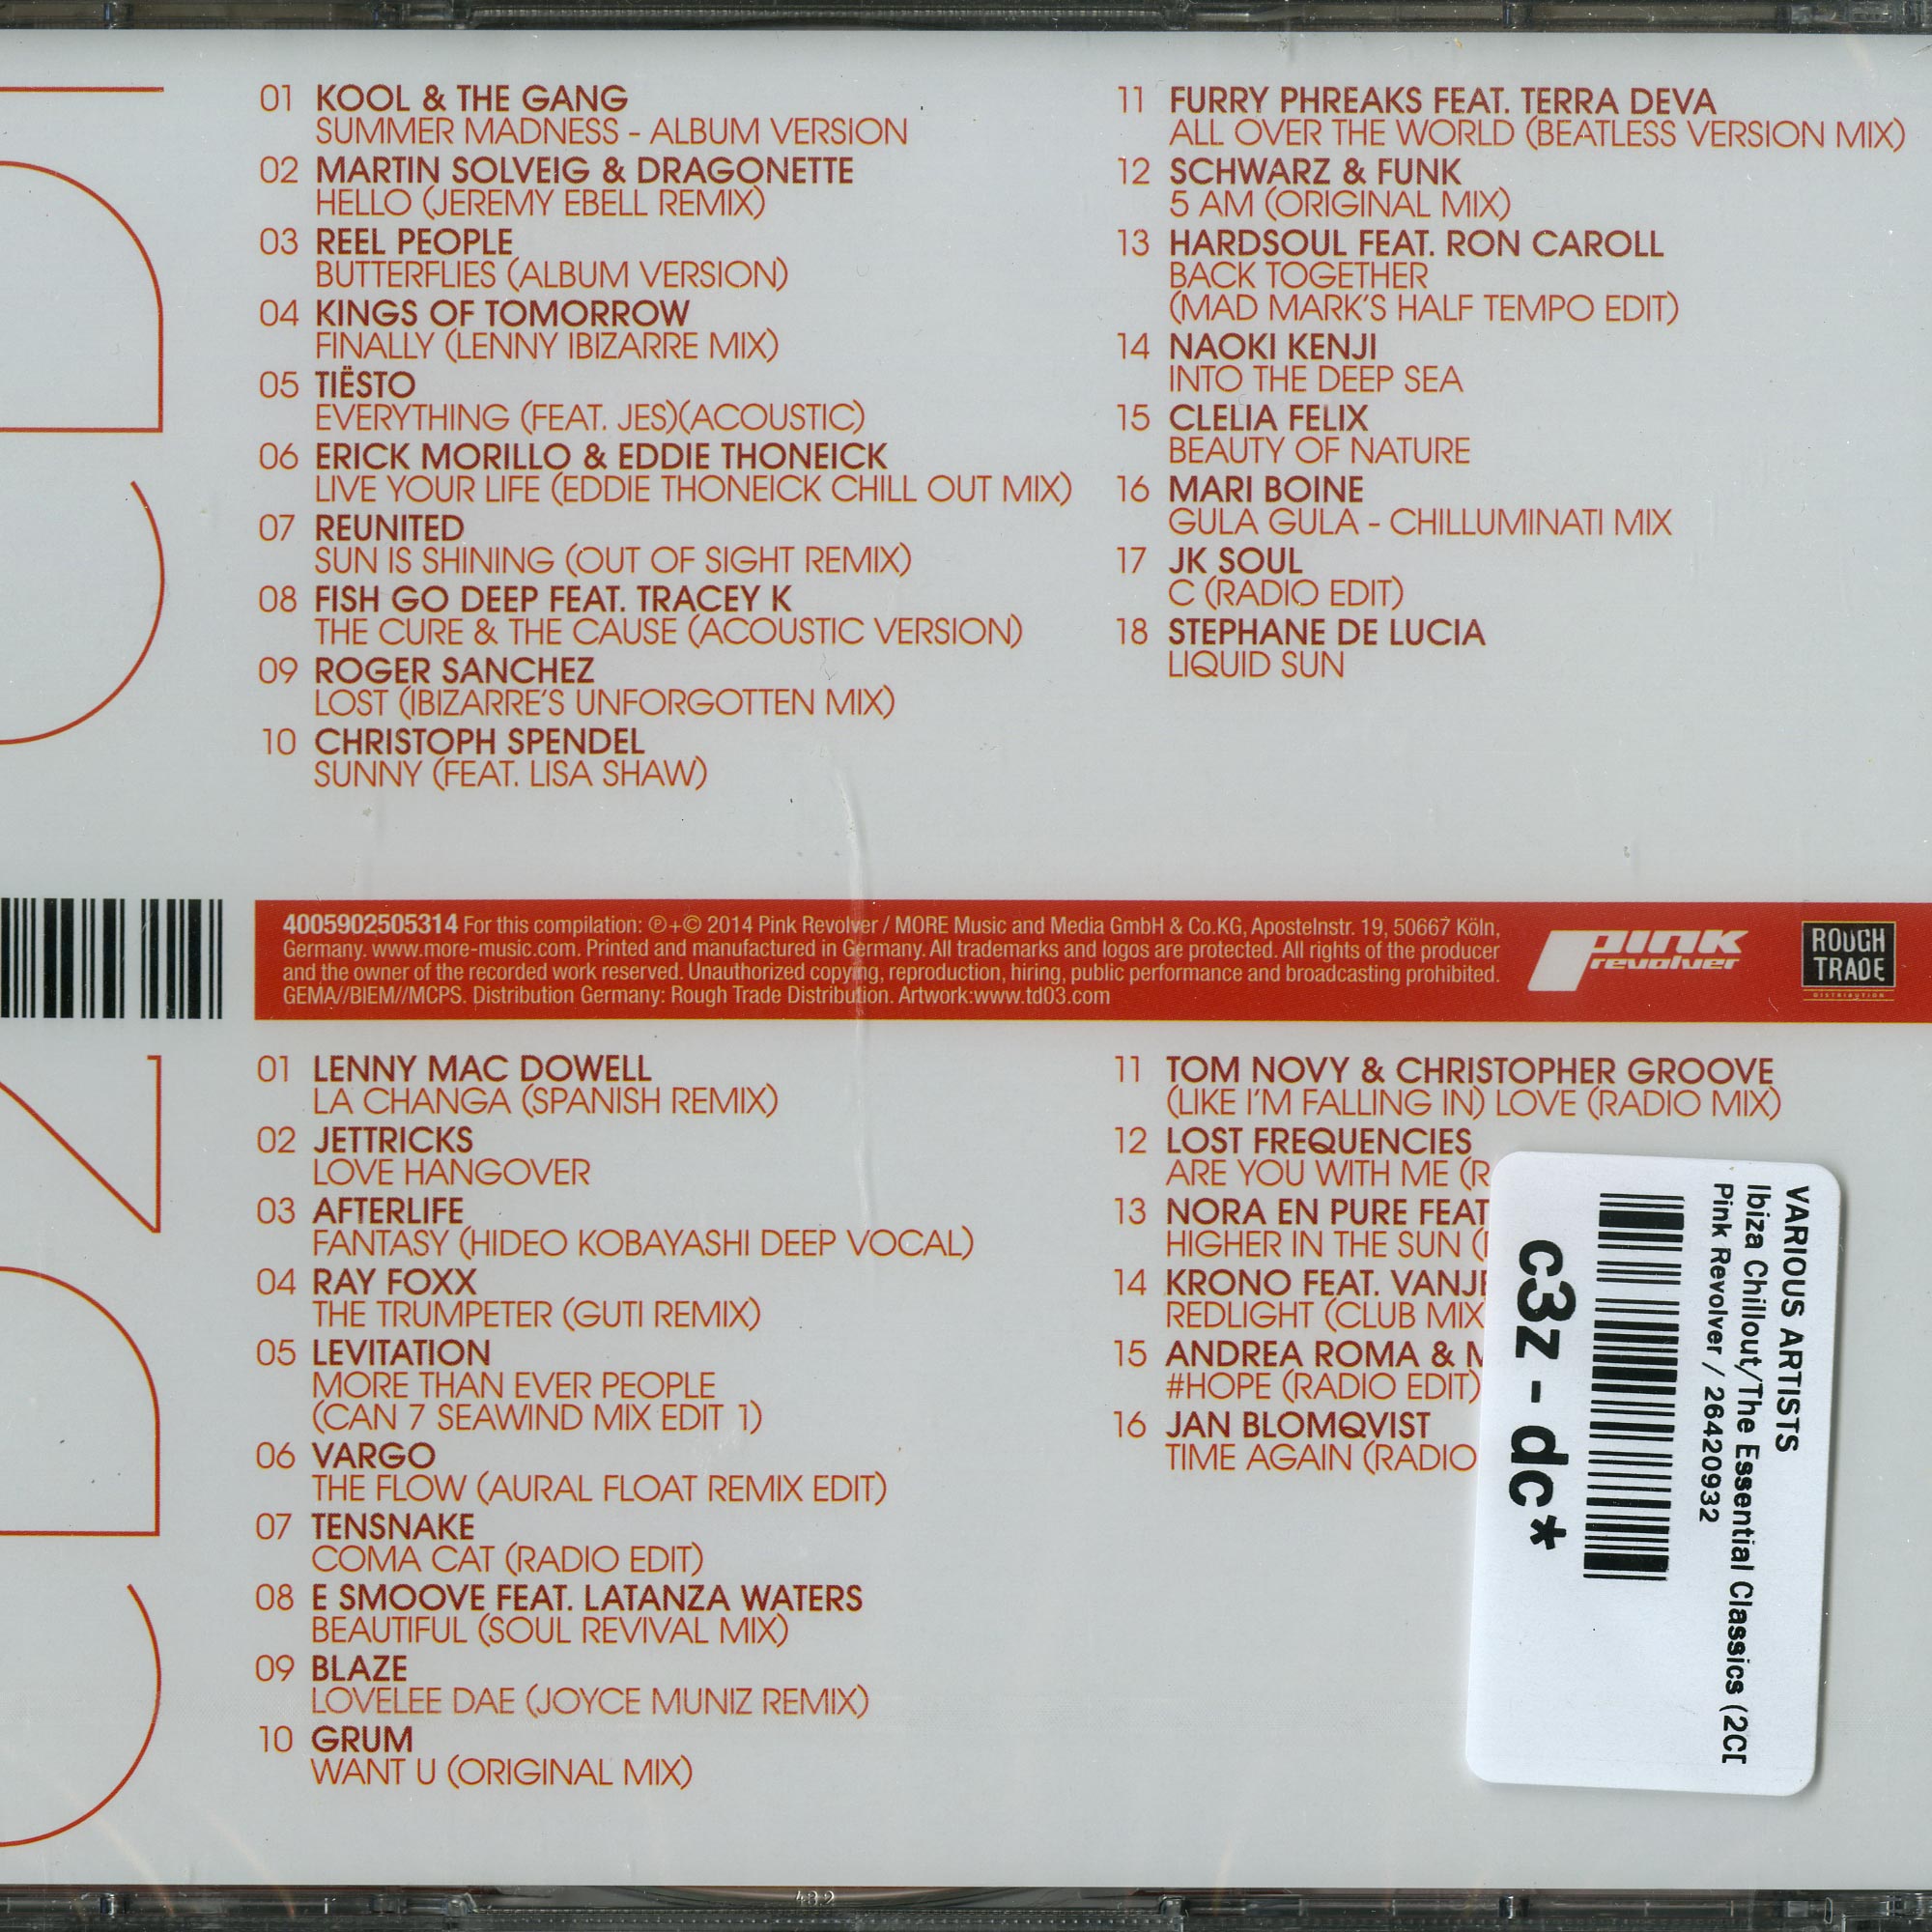 CD1
01 KOOL & THE GANG
SUMMER MADNESS - ALBUM VERSION
02 MARTIN SOLVEIG & DRAGONETTE
HELLO (JEREMY EBELL REMIX)
03 REEL PEOPLE
BUTTERFLIES (ALBUM VERSION)
04 KINGS OF TOMORROW
FINALLY (LENNY IBIZARRE MIX)
05 TIËSTO
EVERYTHING (FEAT. JES)(ACOUSTIC)
06 ERICK MORILLO & EDDIE THONEICK
LIVE YOUR LIFE (EDDIE THONEICK CHILL OUT MIX)
07 REUNITED
SUN IS SHINING (OUT OF SIGHT REMIX)
08 FISH GO DEEP FEAT. TRACEY K
THE CURE & THE CAUSE (ACOUSTIC VERSION)
09 ROGER SANCHEZ
LOST (IBIZARRE'S UNFORGOTTEN MIX)
10 CHRISTOPH SPENDEL
SUNNY (FEAT. LISA SHAW)
11 FURRY PHREAKS FEAT. TERRA DEVA
ALL OVER THE WORLD (BEATLESS VERSION MIX)
12 SCHWARZ & FUNK
5 AM (ORIGINAL MIX)
13 HARDSOUL FEAT. RON CAROLL
BACK TOGETHER
(MAD MARK'S HALF TEMPO EDIT)
14 NAOKI KENJI
INTO THE DEEP SEA
15 CLELIA FELIX
BEAUTY OF NATURE
16 MARI BOINE
GULA GULA - CHILLUMINATI MIX
17 JK SOUL
C (RADIO EDIT)
18 STEPHANE DE LUCIA
LIQUID SUN
4005902505314 For this compilation: ℗+© 2014 Pink Revolver / MORE Music and Media GmbH & Co.KG, Apostelnstr. 19, 50667 Köln,
Germany. www.more-music.com. Printed and manufactured in Germany. All trademarks and logos are protected. All rights of the producer
and the owner of the recorded work reserved. Unauthorized copying, reproduction, hiring, public performance and broadcasting prohibited.
GEMA//BIEM//MCPS. Distribution Germany: Rough Trade Distribution. Artwork:www.td03.com
PINK
revolver
ROUGH
TRADE
DISTRIBUTION
CD2
01 LENNY MAC DOWELL
LA CHANGA (SPANISH REMIX)
02 JETTRICKS
LOVE HANGOVER
03 AFTERLIFE
FANTASY (HIDEO KOBAYASHI DEEP VOCAL)
04 RAY FOXX
THE TRUMPETER (GUTI REMIX)
05 LEVITATION
MORE THAN EVER PEOPLE
(CAN 7 SEAWIND MIX EDIT 1)
06 VARGO
THE FLOW (AURAL FLOAT REMIX EDIT)
07 TENSNAKE
COMA CAT (RADIO EDIT)
08 E SMOOVE FEAT. LATANZA WATERS
BEAUTIFUL (SOUL REVIVAL MIX)
09 BLAZE
LOVELEE DAE (JOYCE MUNIZ REMIX)
10 GRUM
WANT U (ORIGINAL MIX)
11 TOM NOVY & CHRISTOPHER GROOVE
(LIKE I'M FALLING IN) LOVE (RADIO MIX)
12 LOST FREQUENCIES
ARE YOU WITH ME (R
13 NORA EN PURE FEAT
HIGHER IN THE SUN (
14 KRONO FEAT. VANJE
REDLIGHT (CLUB MIX
15 ANDREA ROMA & M
#HOPE (RADIO EDIT)
16 JAN BLOMQVIST
TIME AGAIN (RADIO
VARIOUS ARTISTS
Ibiza Chillout/The Essential Classics (2C
Pink Revolver / 26420932
c3z - dc*
432